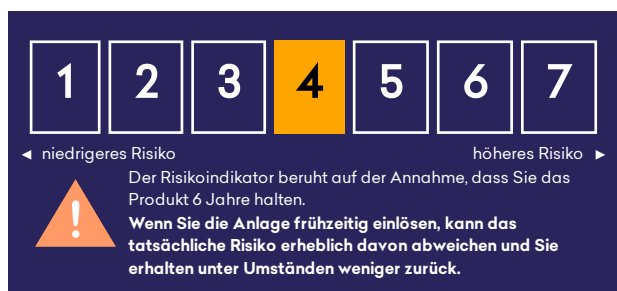 1 2 3 4 5 6 7
◄ niedrigeres Risiko höheres Risiko ►
Der Risikoindikator beruht auf der Annahme, dass Sie das
Produkt 6 Jahre halten.
Wenn Sie die Anlage frühzeitig einlösen, kann das
tatsächliche Risiko erheblich davon abweichen und Sie
erhalten unter Umständen weniger zurück.
!